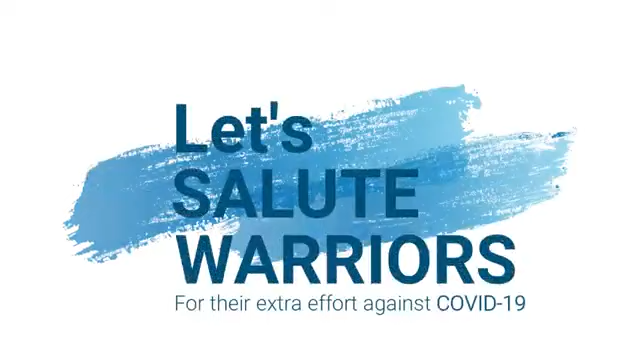 Let's
SALUTE
WARRIORS
For their extra effort against COVID-19